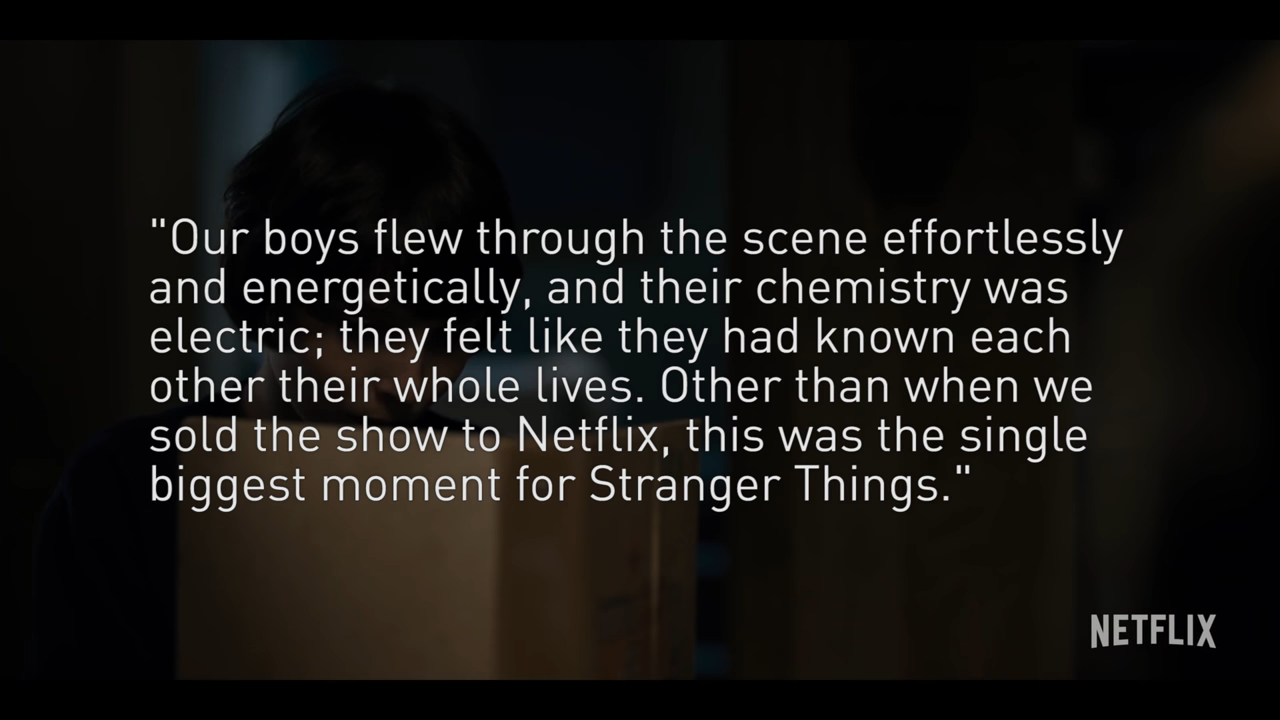 "Our boys flew through the scene effortlessly
and energetically, and their chemistry was
electric; they felt like they had known each
other their whole lives. Other than when we
sold the show to Netflix, this was the single
biggest moment for Stranger Things."
NETFLIX